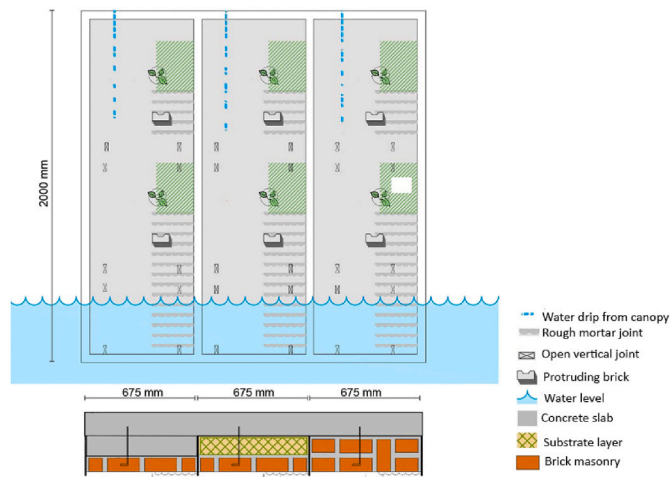 2000 mm
Water drip from canopy
Rough mortar joint
Open vertical joint
Protruding brick
Water level
Concrete slab
Substrate layer
Brick masonry
675 mm 675 mm 675 mm